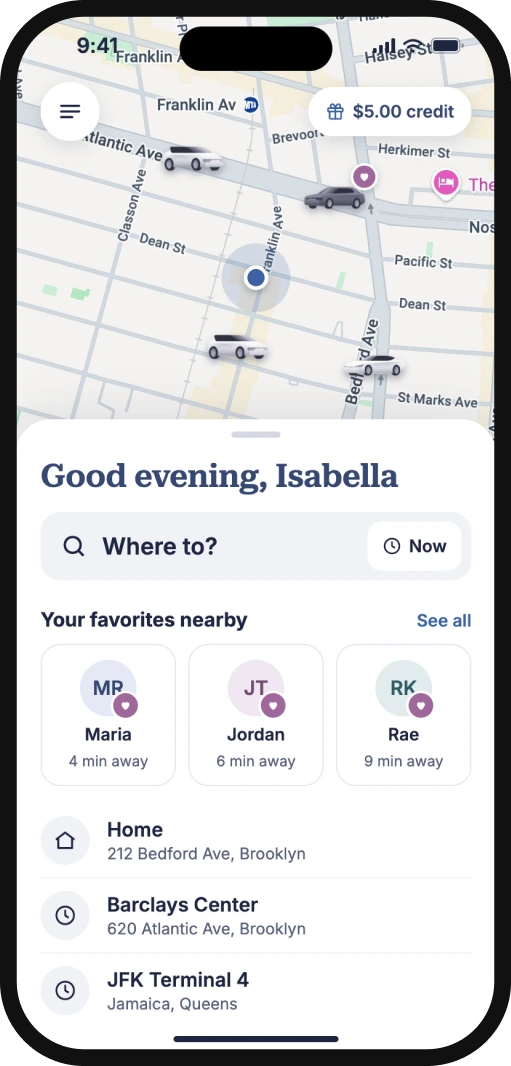 9:41
Franklin A
Halsey St
Franklin Av
$5.00 credit
Atlantic Ave
Brevoort
Herkimer St
The
Classon Ave
Franklin Ave
Nos
Dean St
Pacific St
Dean St
Bedford Ave
St Marks Ave
Good evening, Isabella
Where to?
Now
Your favorites nearby
See all
MR
JT
RK
Maria
Jordan
Rae
4 min away
6 min away
9 min away
Home
212 Bedford Ave, Brooklyn
Barclays Center
620 Atlantic Ave, Brooklyn
JFK Terminal 4
Jamaica, Queens